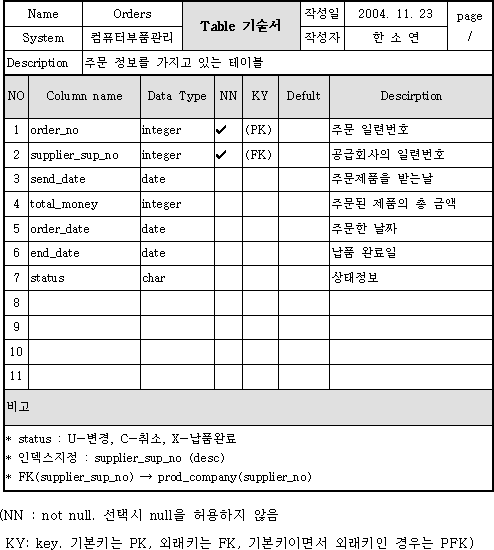 Name Orders Table 기술서 작성일 2004. 11. 23 page
System 컴퓨터부품관리 작성자 한 소 연 /
Description 주문 정보를 가지고 있는 테이블
NO Column name Data Type NN KY Defult Descirption
1 order_no integer ✔ (PK) 주문 일련번호
2 supplier_sup_no integer ✔ (FK) 공급회사의 일련번호
3 send_date date 주문제품을 받는날
4 total_money integer 주문된 제품의 총 금액
5 order_date date 주문한 날짜
6 end_date date 납품 완료일
7 status char 상태정보
8
9
10
11
비고
* status : U-변경, C-취소, X-납품완료
* 인덱스지정 : supplier_sup_no (desc)
* FK(supplier_sup_no) → prod_company(supplier_no)
(NN : not null. 선택시 null을 허용하지 않음
KY: key. 기본키는 PK, 외래키는 FK, 기본키이면서 외래키인 경우는 PFK)